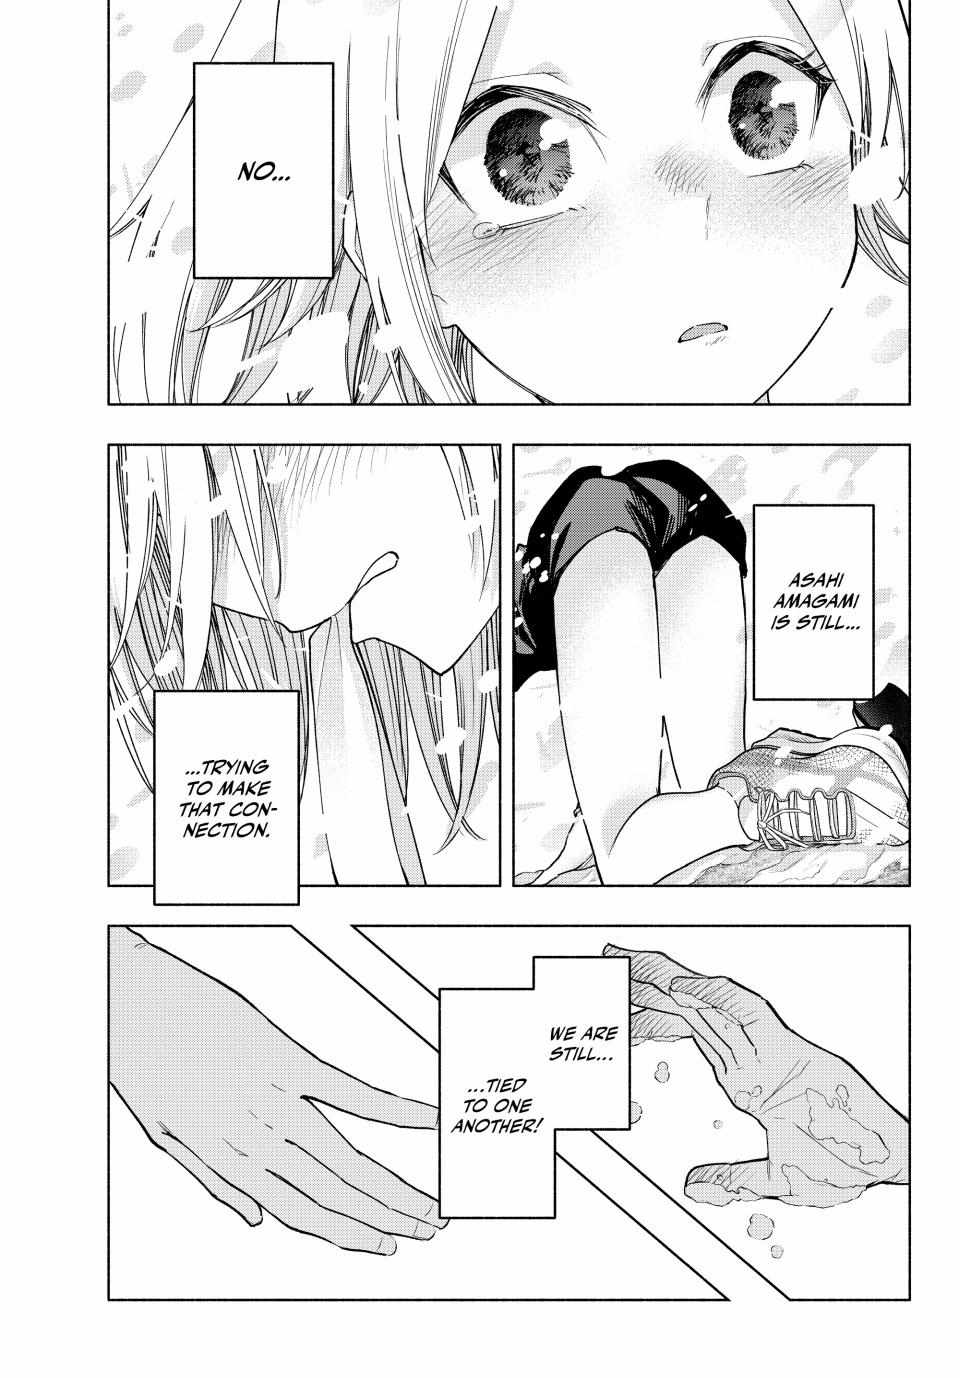 NO...
ASAHI
AMAGAMI
IS STILL...
...TRYING
TO MAKE
THAT CON-
NECTION.
WE ARE
STILL...
...TIED
TO ONE
ANOTHER!